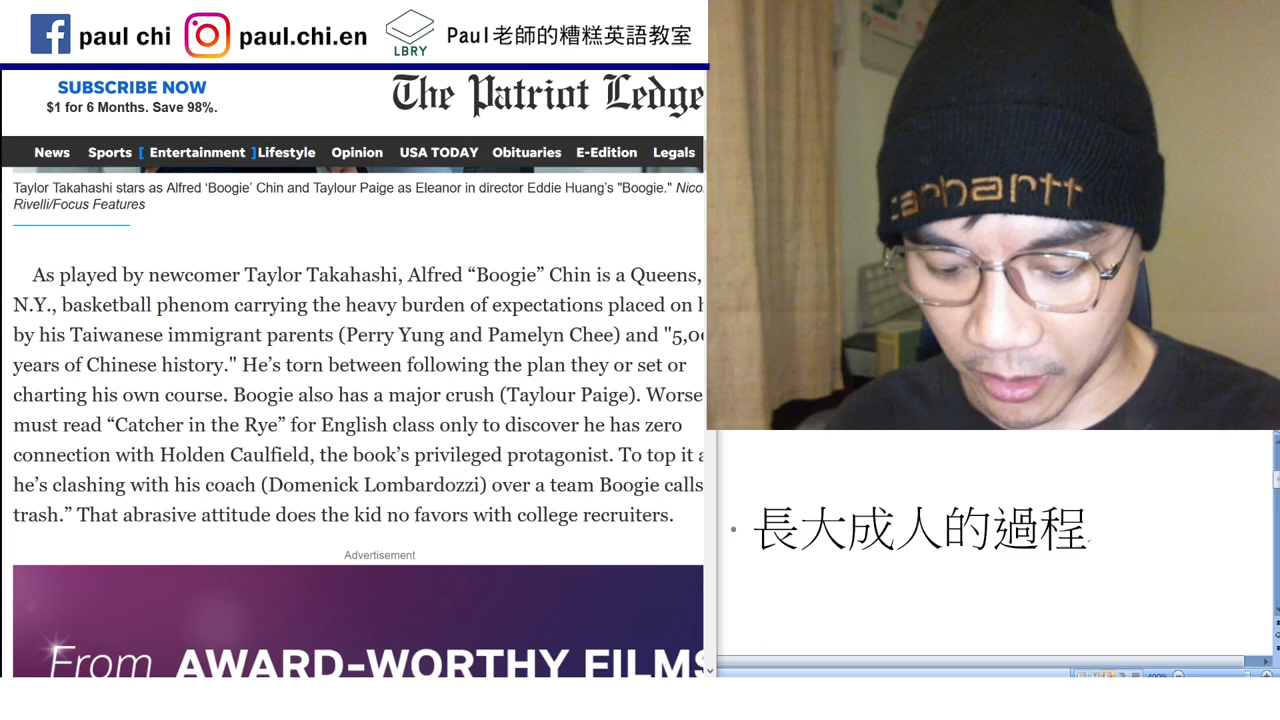 paul chi paul.chi.en LBRY Paul老師的糟糕英語教室
SUBSCRIBE NOW
$1 for 6 Months. Save 98%.
The Patriot Ledge
News Sports [ Entertainment ] Lifestyle Opinion USA TODAY Obituaries E-Edition Legals
Taylor Takahashi stars as Alfred ‘Boogie’ Chin and Taylour Paige as Eleanor in director Eddie Huang’s "Boogie." Nico
Rivelli/Focus Features
As played by newcomer Taylor Takahashi, Alfred “Boogie” Chin is a Queens,
N.Y., basketball phenom carrying the heavy burden of expectations placed on h
by his Taiwanese immigrant parents (Perry Yung and Pamelyn Chee) and "5,00
years of Chinese history." He’s torn between following the plan they or set or
charting his own course. Boogie also has a major crush (Taylour Paige). Worse
must read “Catcher in the Rye” for English class only to discover he has zero
connection with Holden Caulfield, the book’s privileged protagonist. To top it a
he’s clashing with his coach (Domenick Lombardozzi) over a team Boogie calls
trash.” That abrasive attitude does the kid no favors with college recruiters.
Advertisement
From AWARD-WORTHY FILMS
carhartt
• 長大成人的過程